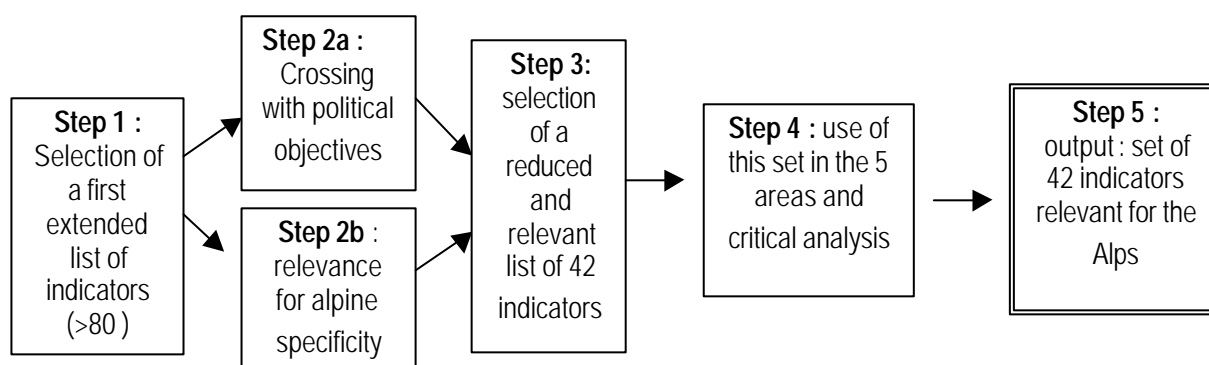 Step 1 :
Selection of
a first
extended
list of
indicators
(>80 )
Step 2a :
Crossing
with political
objectives
Step 2b :
relevance
for alpine
specificity
Step 3:
selection
of a
reduced
and
relevant
list of 42
indicators
Step 4 : use of
this set in the 5
areas and
critical analysis
Step 5 :
output : set of
42 indicators
relevant for the
Alps